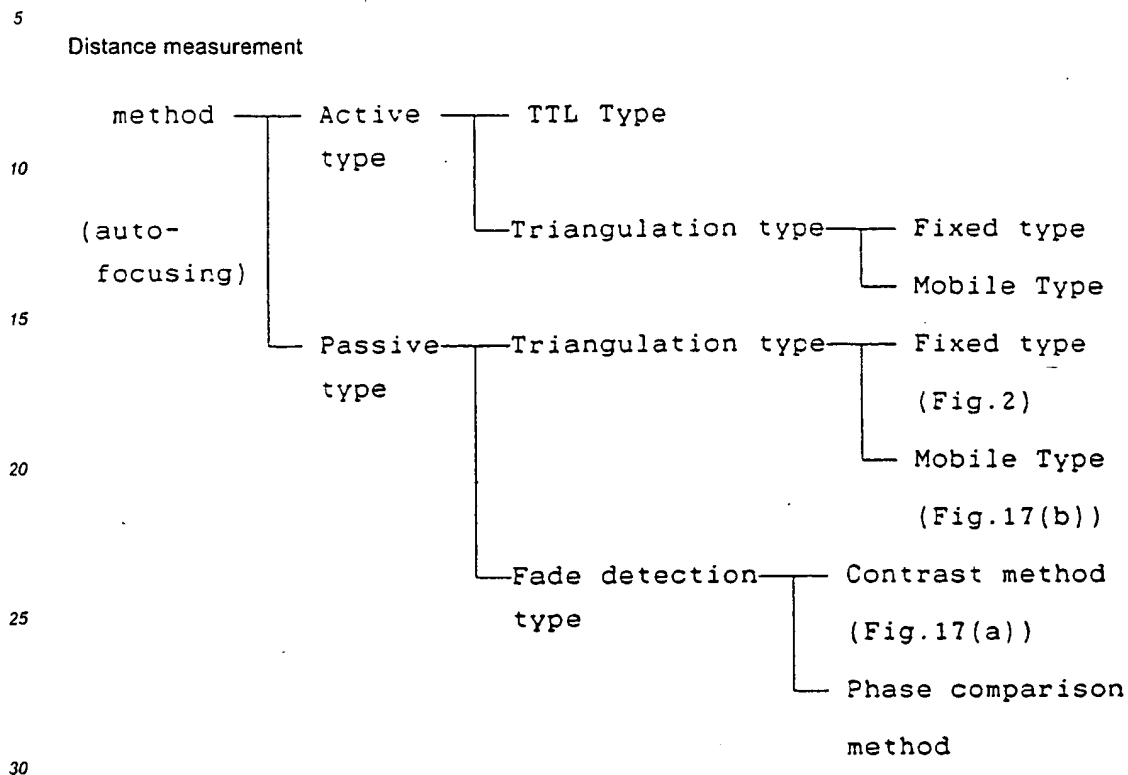 5
Distance measurement
method Active TTL Type
type
10
(auto- Triangulation type Fixed type
focusing) Mobile Type
15
Passive Triangulation type Fixed type
type (Fig.2)
20 Mobile Type
(Fig.17(b))
Fade detection Contrast method
25 type (Fig.17(a))
Phase comparison
method
30